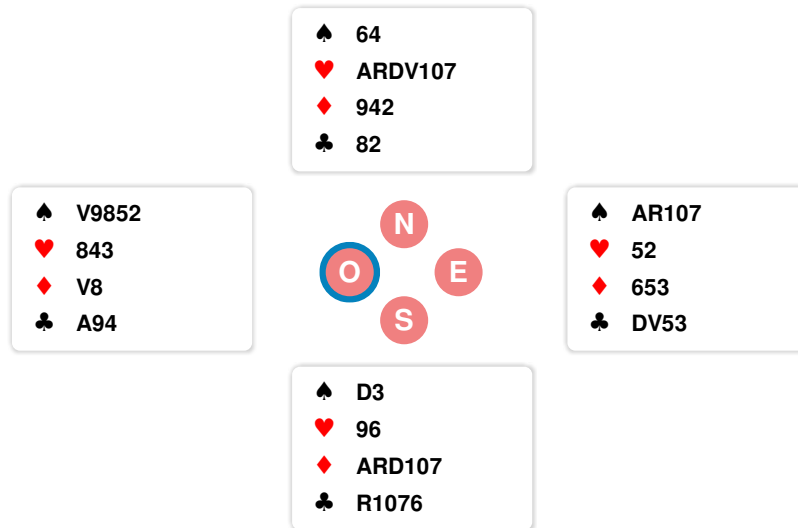 ♠ 64
♥ ARDV107
♦ 942
♣ 82
♠ V9852
♥ 843
♦ V8
♣ A94
N
O
E
S
♠ AR107
♥ 52
♦ 653
♣ DV53
♠ D3
♥ 96
♦ ARD107
♣ R1076